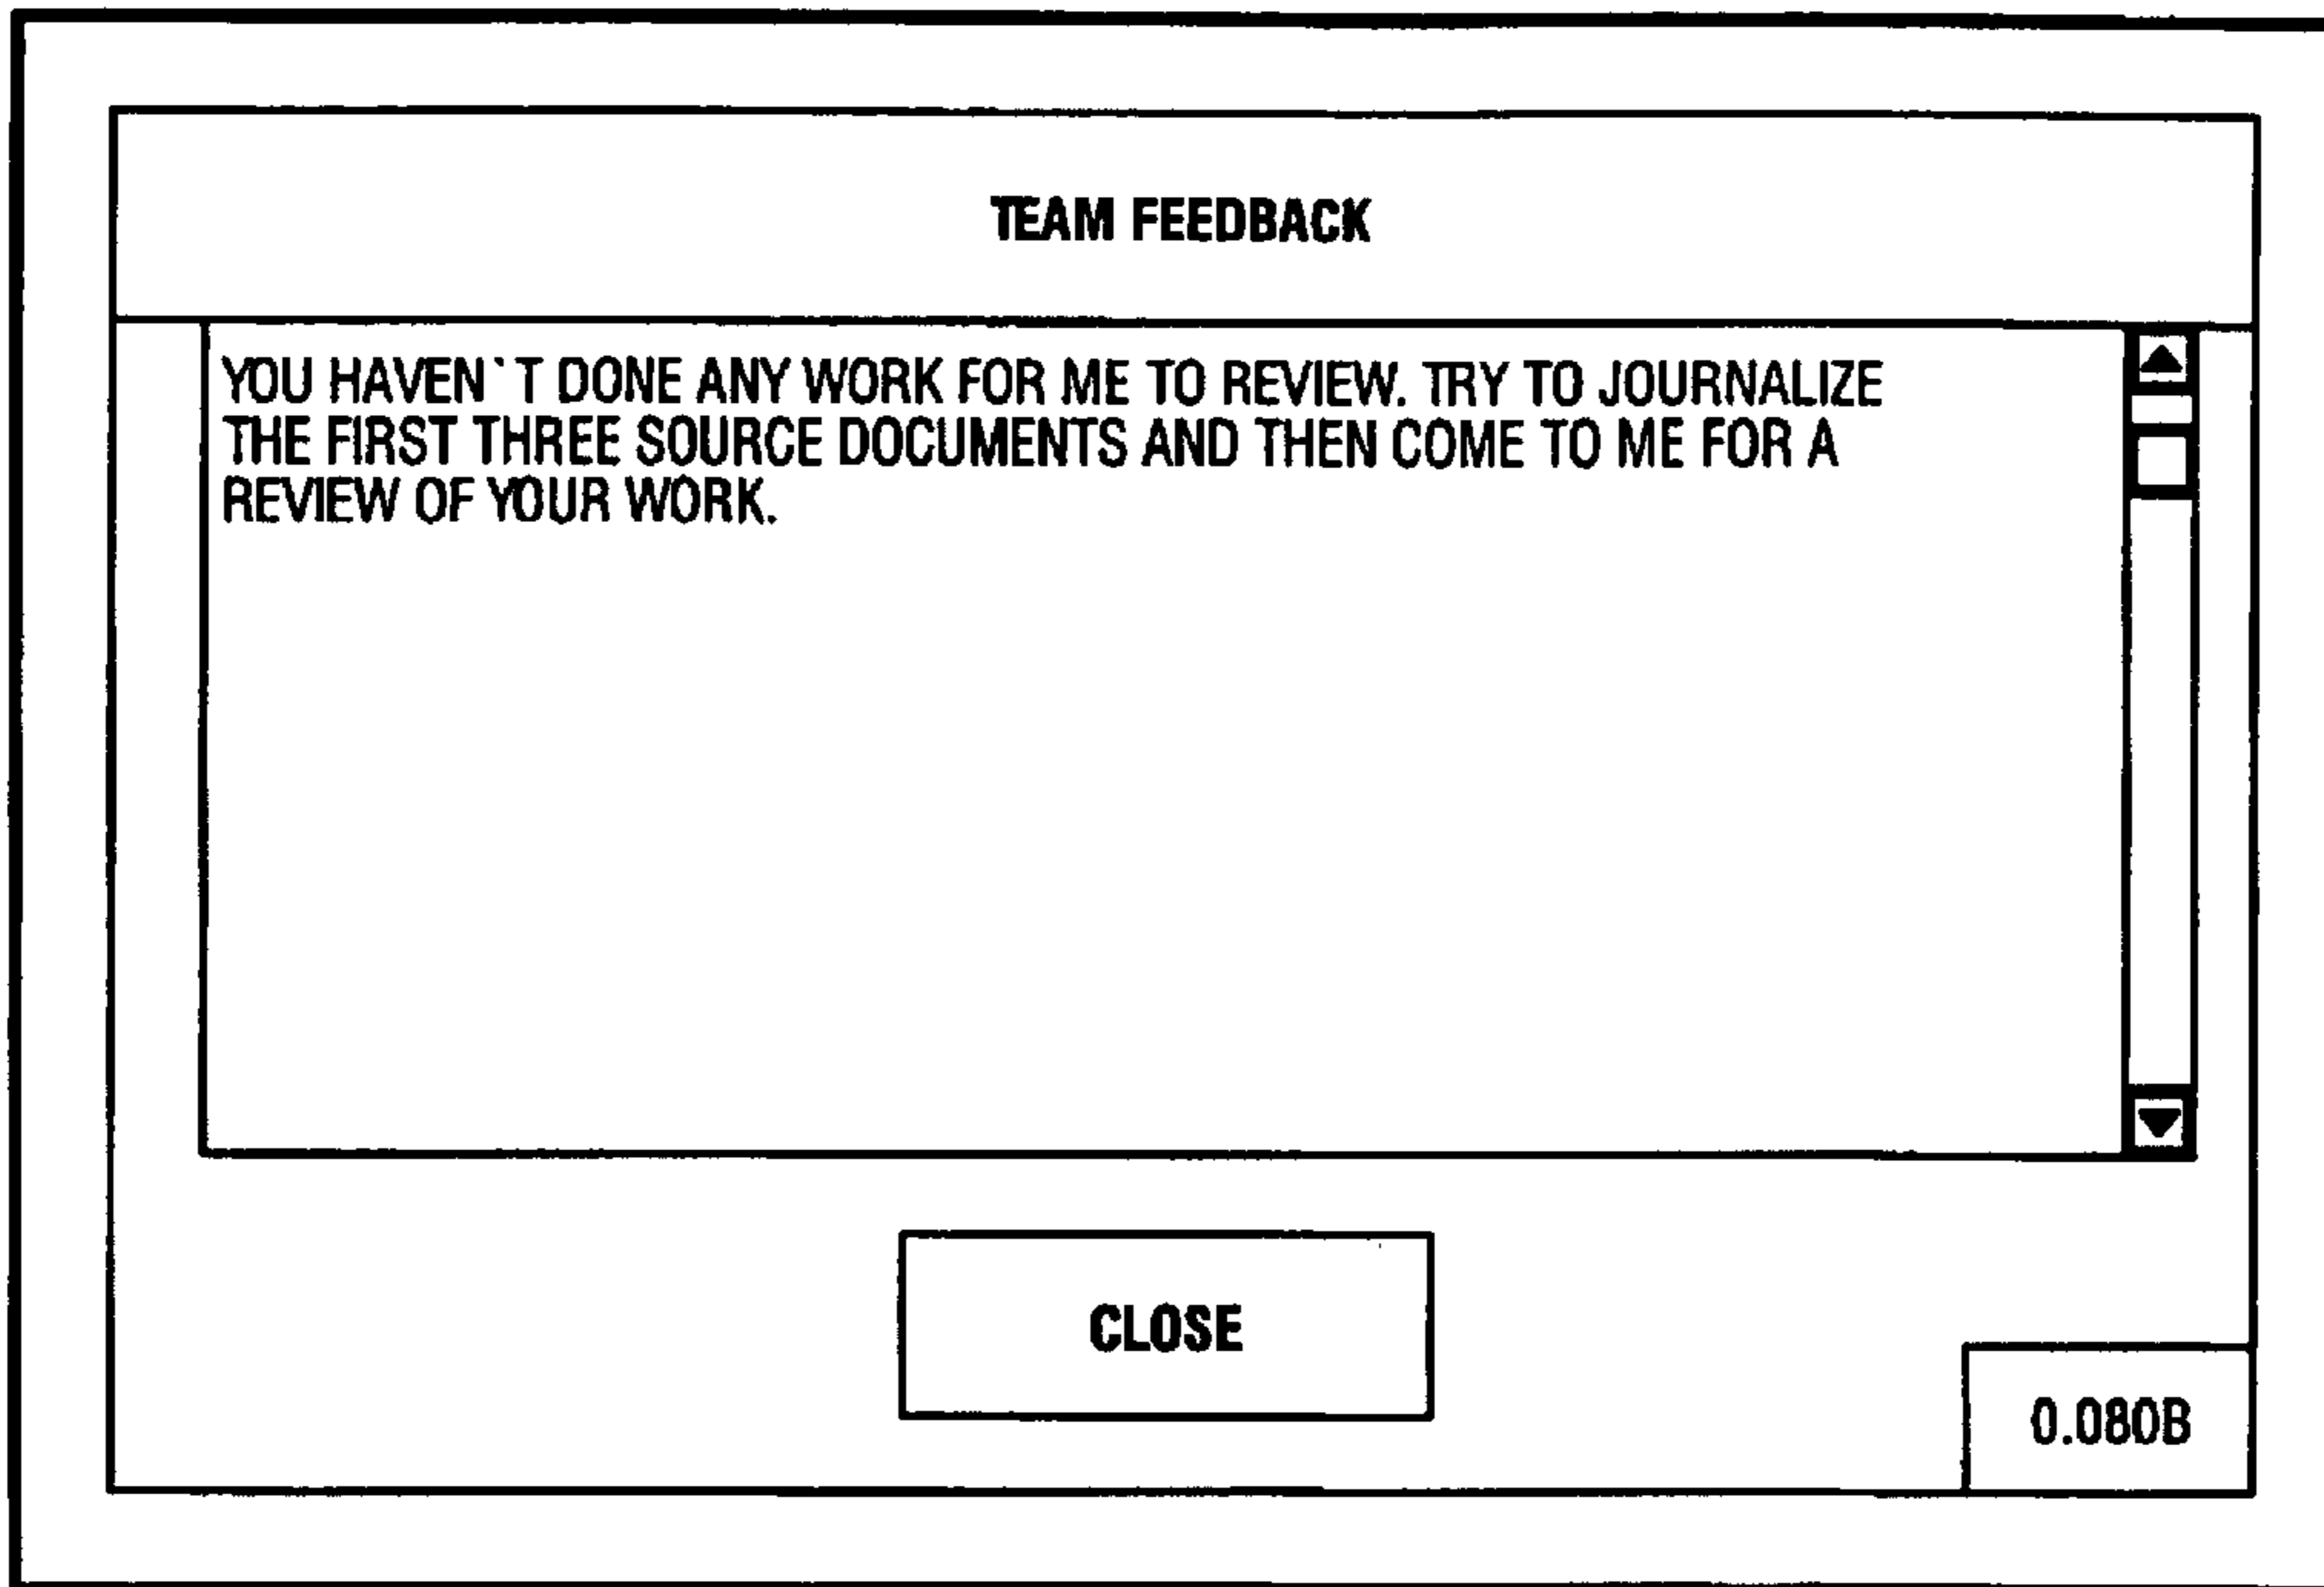 TEAM FEEDBACK
YOU HAVEN`T DONE ANY WORK FOR ME TO REVIEW. TRY TO JOURNALIZE
THE FIRST THREE SOURCE DOCUMENTS AND THEN COME TO ME FOR A
REVIEW OF YOUR WORK.
CLOSE
0.080B